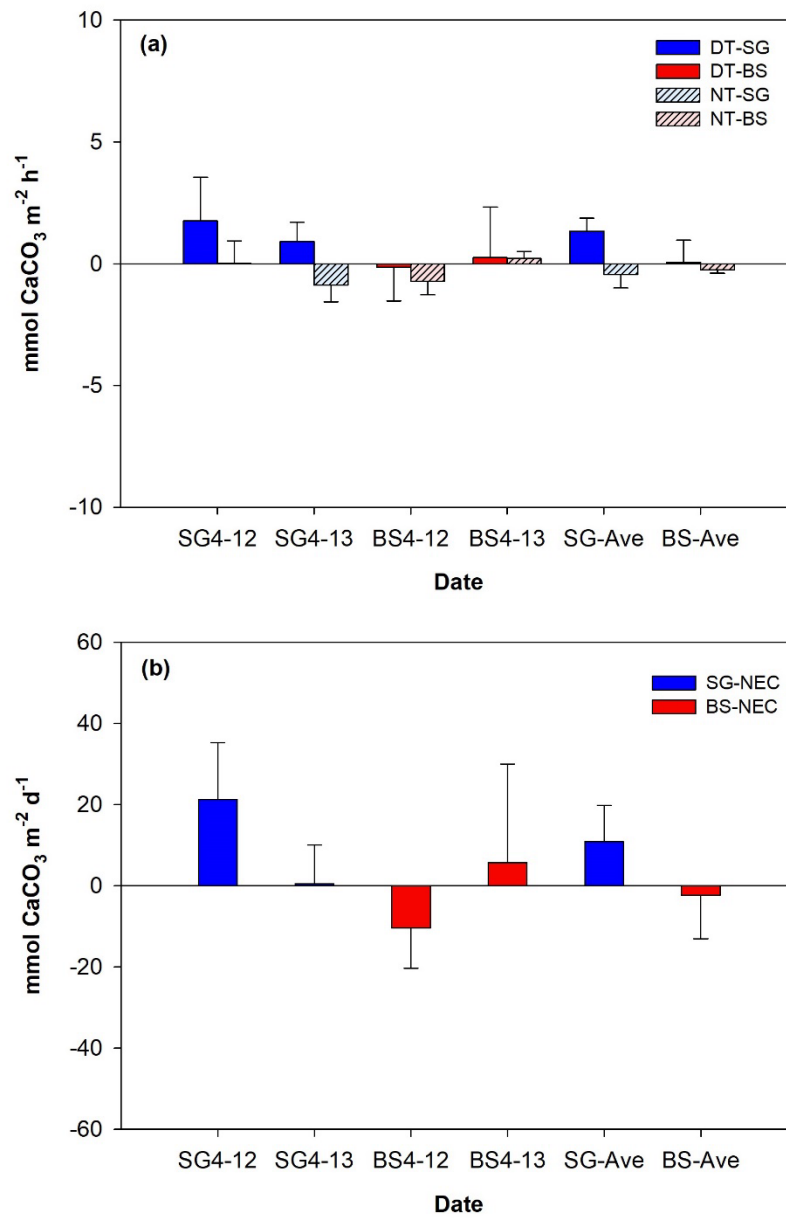 (a)
DT-SG
DT-BS
NT-SG
NT-BS
mmol CaCO₃ m⁻² h⁻¹
10
5
0
-5
-10
SG4-12 SG4-13 BS4-12 BS4-13 SG-Ave BS-Ave
Date
(b)
SG-NEC
BS-NEC
mmol CaCO₃ m⁻² d⁻¹
60
40
20
0
-20
-40
-60
SG4-12 SG4-13 BS4-12 BS4-13 SG-Ave BS-Ave
Date